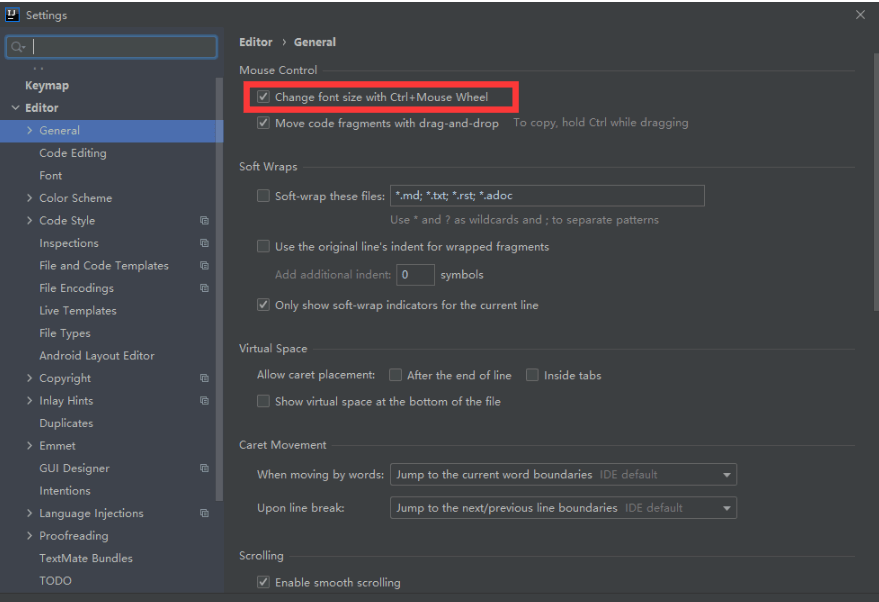 Settings
Editor › General
Keymap
Editor
General
Code Editing
Font
Color Scheme
Code Style
Inspections
File and Code Templates
File Encodings
Live Templates
File Types
Android Layout Editor
Copyright
Inlay Hints
Duplicates
Emmet
GUI Designer
Intentions
Language Injections
Proofreading
TextMate Bundles
TODO
Mouse Control
Change font size with Ctrl+Mouse Wheel
Move code fragments with drag-and-drop To copy, hold Ctrl while dragging
Soft Wraps
Soft-wrap these files: *.md; *.txt; *.rst; *.adoc
Use * and ? as wildcards and ; to separate patterns
Use the original line's indent for wrapped fragments
Add additional indent: 0 symbols
Only show soft-wrap indicators for the current line
Virtual Space
Allow caret placement: After the end of line Inside tabs
Show virtual space at the bottom of the file
Caret Movement
When moving by words: Jump to the current word boundaries IDE default
Upon line break: Jump to the next/previous line boundaries IDE default
Scrolling
Enable smooth scrolling